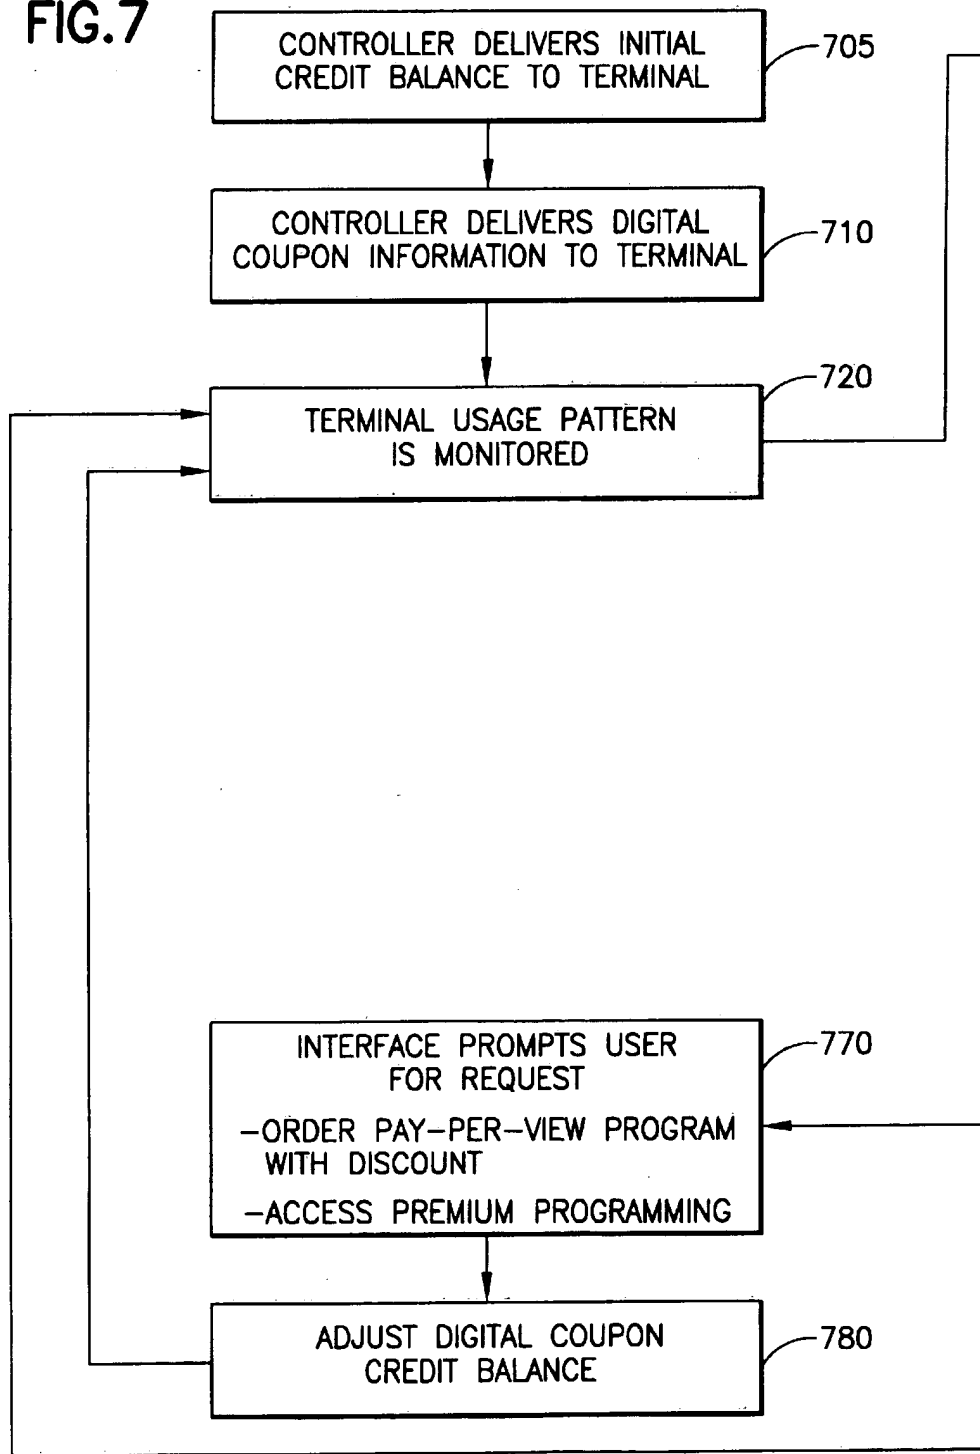 FIG.7
CONTROLLER DELIVERS INITIAL
CREDIT BALANCE TO TERMINAL
705
CONTROLLER DELIVERS DIGITAL
COUPON INFORMATION TO TERMINAL
710
720
TERMINAL USAGE PATTERN
IS MONITORED
INTERFACE PROMPTS USER
FOR REQUEST
770
-ORDER PAY-PER-VIEW PROGRAM
WITH DISCOUNT
-ACCESS PREMIUM PROGRAMMING
ADJUST DIGITAL COUPON
CREDIT BALANCE
780